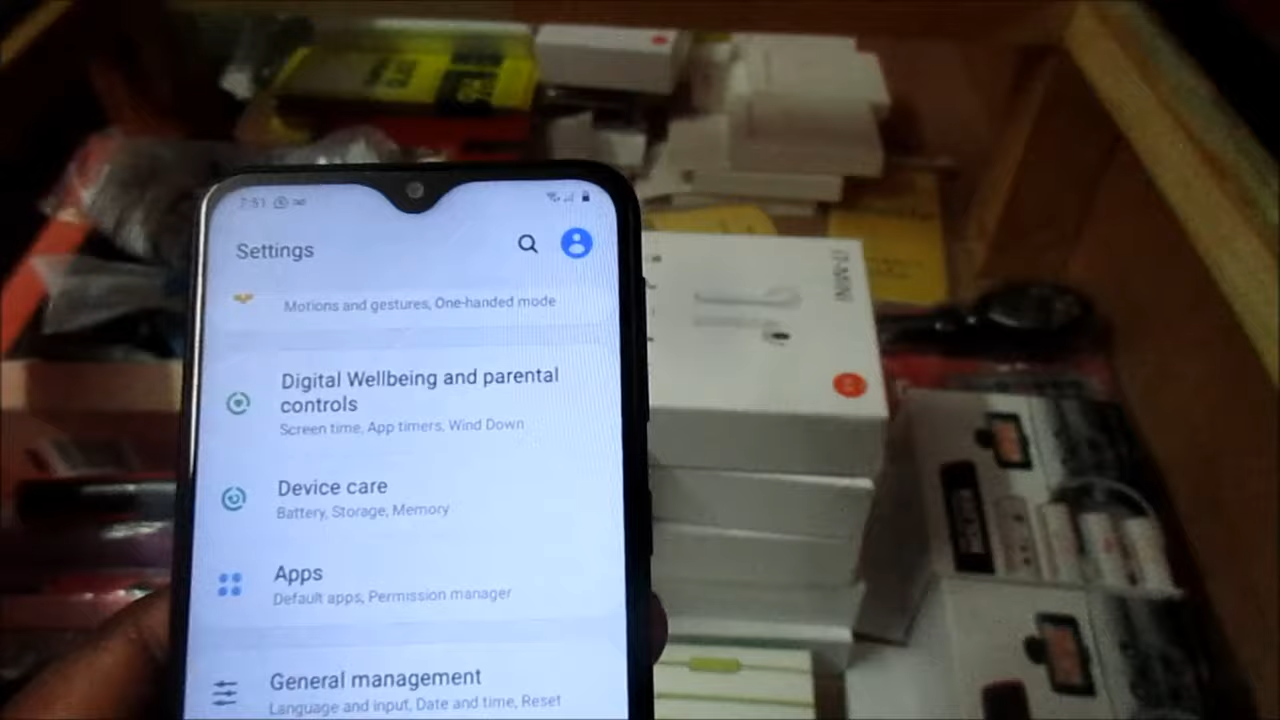 7:51
Settings
Motions and gestures, One-handed mode
Digital Wellbeing and parental
controls
Screen time, App timers, Wind Down
Device care
Battery, Storage, Memory
Apps
Default apps, Permission manager
General management
Language and input, Date and time, Reset